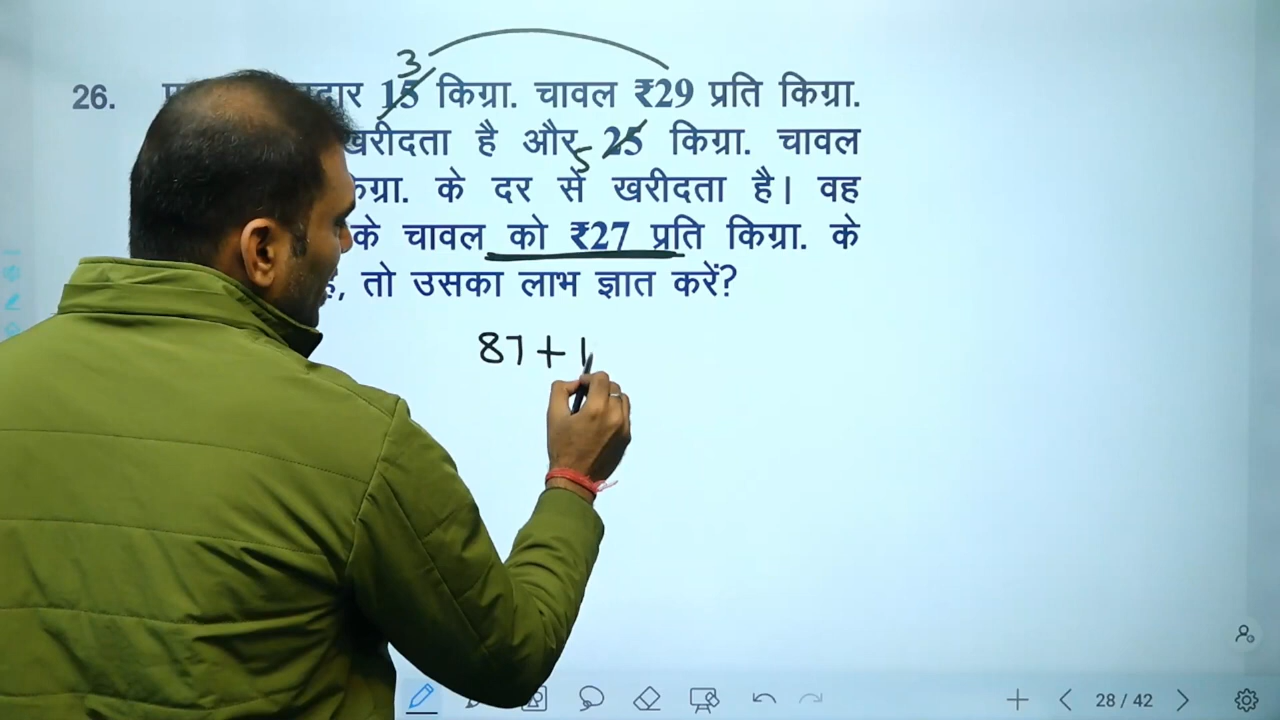 3
26. 15 किग्रा. चावल ₹29 प्रति किग्रा.
खरीदता है और 25 किग्रा. चावल
5
के दर से खरीदता है। वह
के चावल को ₹27 प्रति किग्रा. के
तो उसका लाभ ज्ञात करें?
87+1
28 / 42